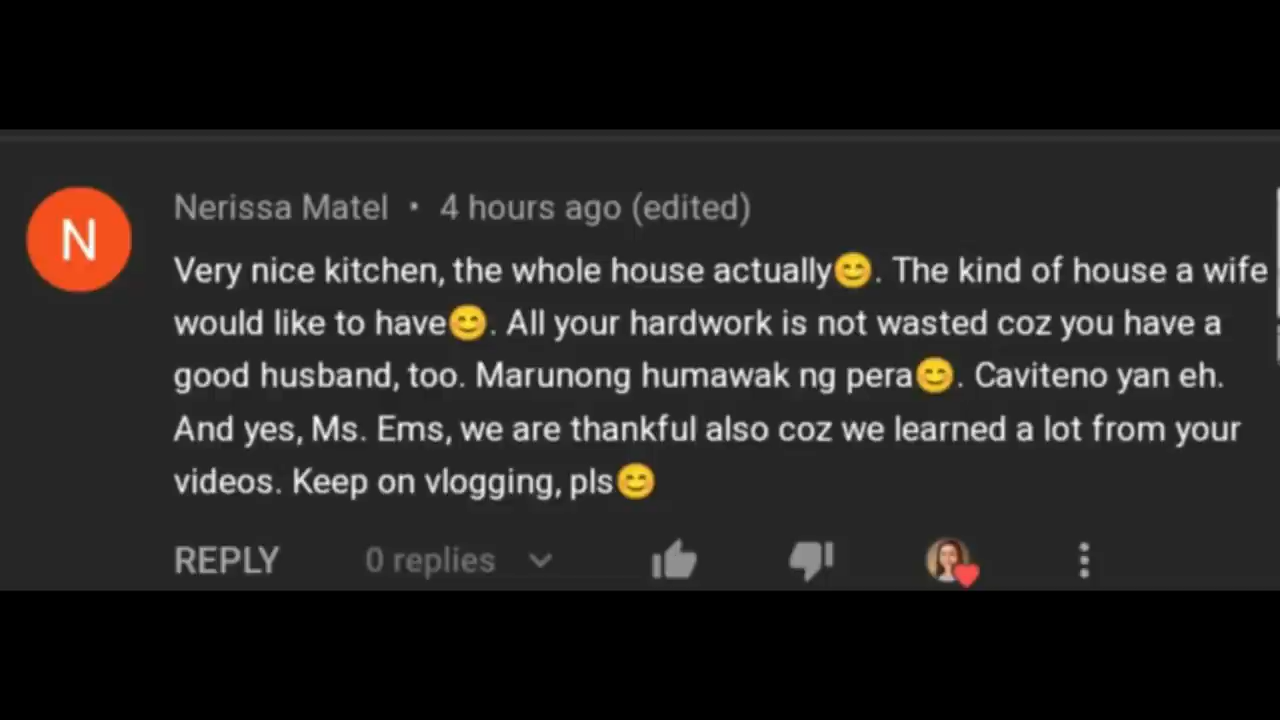 N
Nerissa Matel • 4 hours ago (edited)
Very nice kitchen, the whole house actually😊. The kind of house a wife
would like to have😊. All your hardwork is not wasted coz you have a
good husband, too. Marunong humawak ng pera😊. Caviteno yan eh.
And yes, Ms. Ems, we are thankful also coz we learned a lot from your
videos. Keep on vlogging, pls😊
REPLY 0 replies